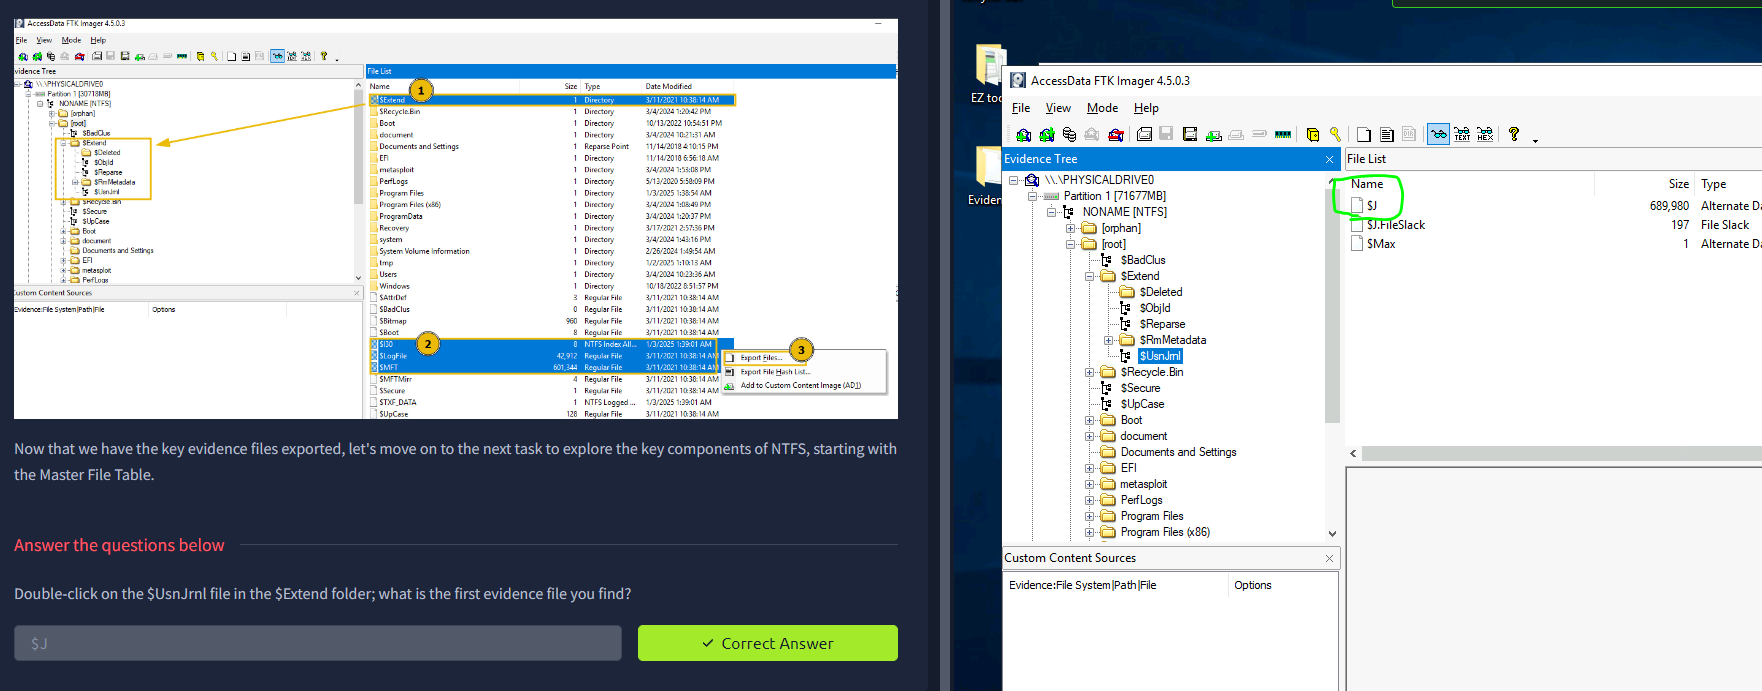 AccessData FTK Imager 4.5.0.3
File View Mode Help
vidence Tree
\\.\PHYSICALDRIVE0
Partition 1 [30718MB]
NONAME [NTFS]
[orphan]
[root]
$BadClus
$Extend
$Deleted
$ObjId
$Reparse
$RmMetadata
$UsnJrnl
$Recycle.Bin
$Secure
$UpCase
Boot
document
Documents and Settings
EFI
metasploit
PerfLogs
ustom Content Sources
Evidence:File System|Path|File Options
File List
Name Size Type Date Modified
1
$Extend 1 Directory 3/11/2021 10:38:14 AM
$Recycle.Bin 1 Directory 3/4/2024 1:20:42 PM
Boot 1 Directory 10/13/2022 10:54:51 PM
document 1 Directory 3/4/2024 10:21:31 AM
Documents and Settings 1 Reparse Point 11/14/2018 4:10:15 PM
EFI 1 Directory 11/14/2018 6:56:18 AM
metasploit 1 Directory 3/4/2024 1:53:08 PM
PerfLogs 1 Directory 5/13/2020 5:58:09 PM
Program Files 1 Directory 1/3/2025 1:38:54 AM
Program Files (x86) 1 Directory 3/4/2024 1:08:49 PM
ProgramData 1 Directory 3/4/2024 1:20:37 PM
Recovery 1 Directory 3/17/2021 2:57:36 PM
system 1 Directory 3/4/2024 1:43:16 PM
System Volume Information 1 Directory 2/26/2024 1:49:54 AM
tmp 1 Directory 1/2/2025 1:10:13 AM
Users 1 Directory 3/4/2024 10:23:36 AM
Windows 1 Directory 10/18/2022 8:51:57 PM
$AttrDef 3 Regular File 3/11/2021 10:38:14 AM
$BadClus 0 Regular File 3/11/2021 10:38:14 AM
$Bitmap 960 Regular File 3/11/2021 10:38:14 AM
$Boot 8 Regular File 3/11/2021 10:38:14 AM
$I30 2 8 NTFS Index All... 1/3/2025 1:39:01 AM
$LogFile 42,912 Regular File 3/11/2021 10:38:14 AM
$MFT 601,344 Regular File 3/11/2021 10:38:14 AM
$MFTMirr 4 Regular File 3/11/2021 10:38:14 AM
$Secure 1 Regular File 3/11/2021 10:38:14 AM
$TXF_DATA 1 NTFS Logged ... 1/3/2025 1:39:01 AM
$UpCase 128 Regular File 3/11/2021 10:38:14 AM
3
Export Files...
Export File Hash List...
Add to Custom Content Image (AD1)
Now that we have the key evidence files exported, let's move on to the next task to explore the key components of NTFS, starting with
the Master File Table.
Answer the questions below
Double-click on the $UsnJrnl file in the $Extend folder; what is the first evidence file you find?
$J
Correct Answer
EZ too
Eviden
AccessData FTK Imager 4.5.0.3
File View Mode Help
TEXT HEX
Evidence Tree
\\.\PHYSICALDRIVE0
Partition 1 [71677MB]
NONAME [NTFS]
[orphan]
[root]
$BadClus
$Extend
$Deleted
$ObjId
$Reparse
$RmMetadata
$UsnJrnl
$Recycle.Bin
$Secure
$UpCase
Boot
document
Documents and Settings
EFI
metasploit
PerfLogs
Program Files
Program Files (x86)
Custom Content Sources
Evidence:File System|Path|File Options
File List
Name Size Type
$J 689,980 Alternate Da
$J.FileSlack 197 File Slack
$Max 1 Alternate Da